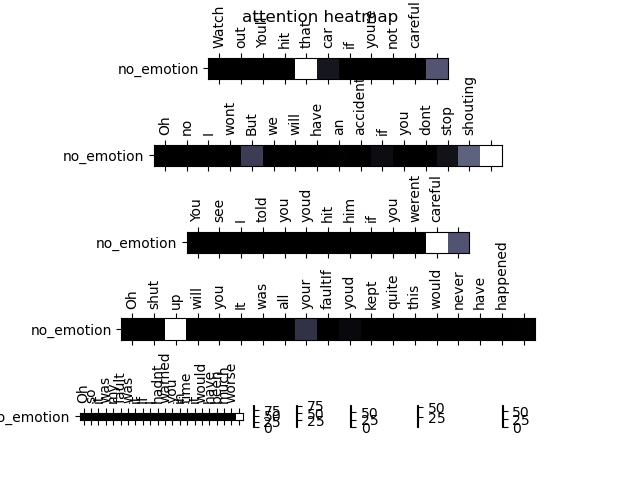 attention heatmap
Watch out Youll hit that car if youre not careful
no_emotion
Oh no I wont But we will have an accident if you dont stop shouting
no_emotion
You see I told you youd hit him if you werent careful
no_emotion
Oh shut up will you It was all your faultIf youd kept quite this would never have happened
no_emotion
Oh so it was my fault was it If hadnt warned you in time it would have been much worse
no_emotion
75 75 50 50 50
50 50 25
25 25
0 0 0